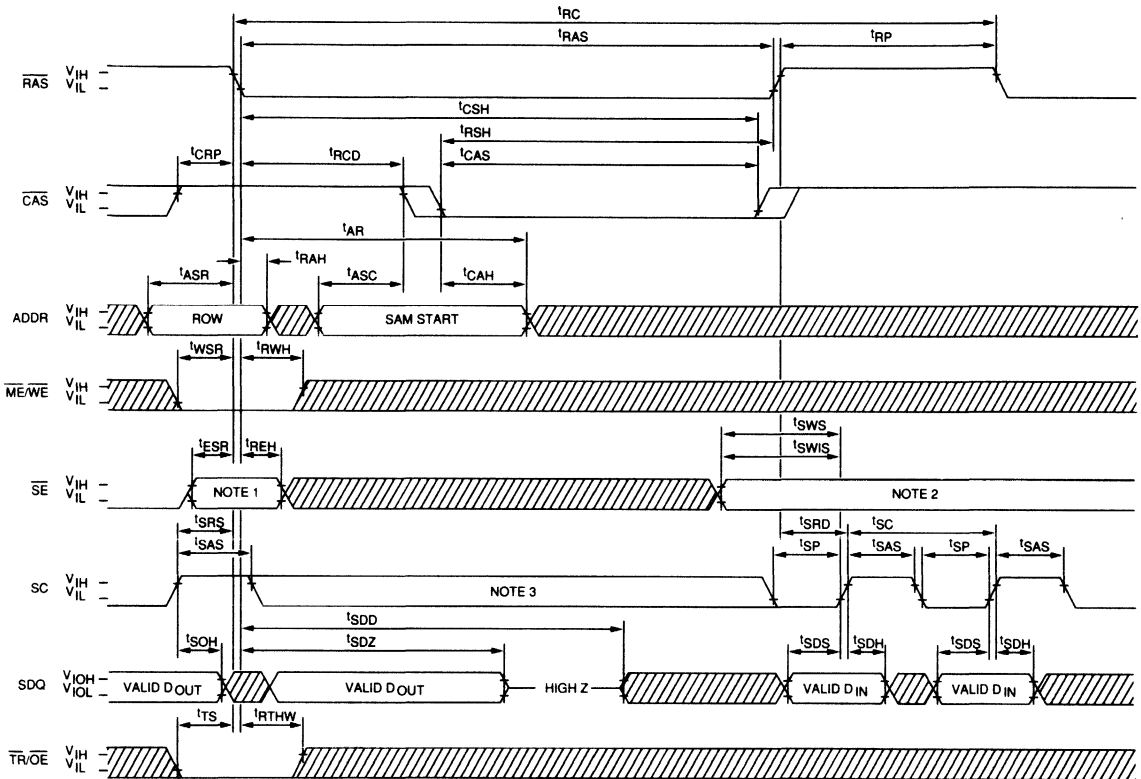 tRC
tRAS
tRP
RAS VIH VIL
tCSH
tRSH
tCRP tRCD tCAS
CAS VIH VIL
tAR
tRAH
tASR tASC tCAH
ADDR VIH VIL ROW SAM START
tWSR tRWH
ME/WE VIH VIL
tSWS
tESR tREH tSWIS
SE VIH VIL NOTE 1 NOTE 2
tSRS tSRD tSC
tSAS tSP tSAS tSP tSAS
SC VIH VIL NOTE 3
tSDD
tSOH tSDZ tSDS tSDH tSDS tSDH
SDQ VIOH VIOL VALID DOUT VALID DOUT HIGH Z VALID DIN VALID DIN
tTS tRTHW
TR/OE VIH VIL